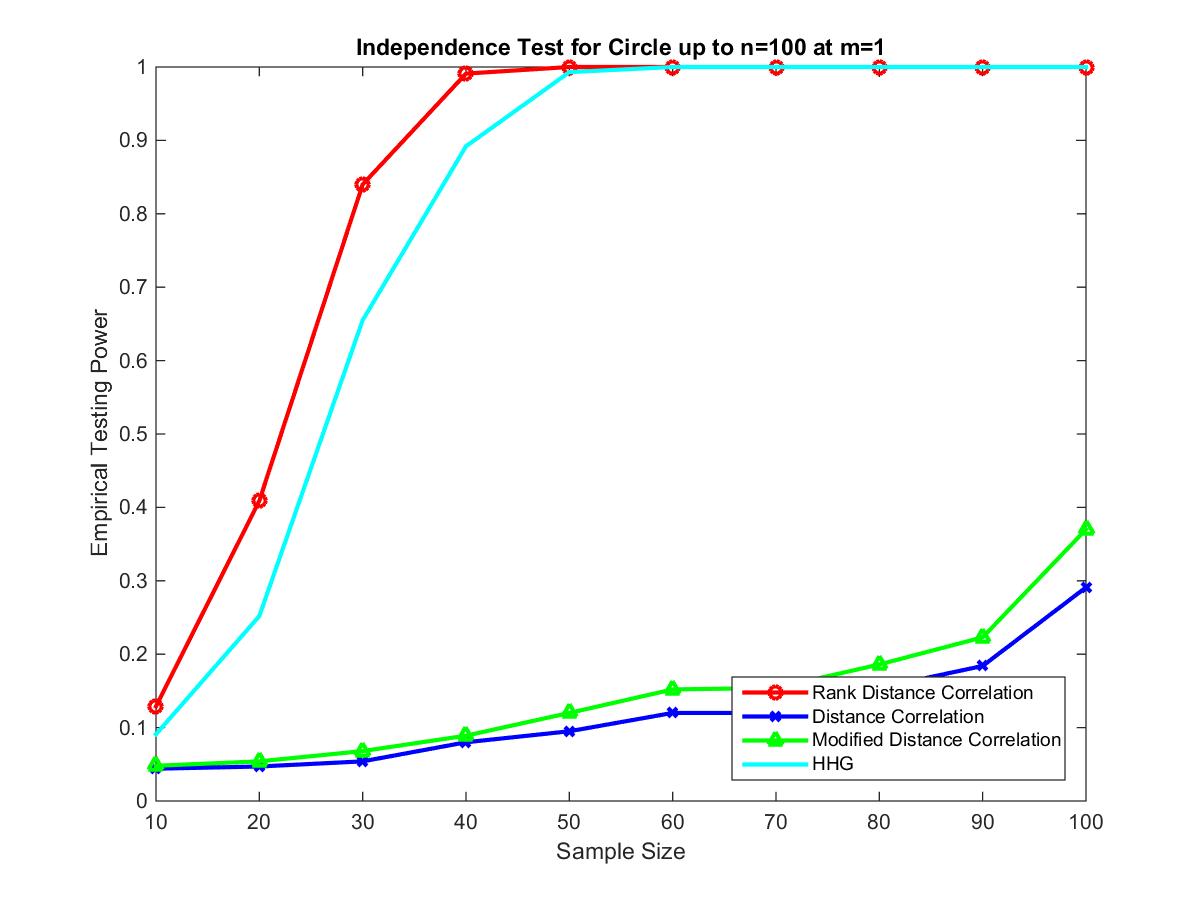 Independence Test for Circle up to n=100 at m=1
1
0.9
0.8
0.7
0.6
0.5
0.4
0.3
0.2
0.1
0
Empirical Testing Power
10 20 30 40 50 60 70 80 90 100
Sample Size
Rank Distance Correlation
Distance Correlation
Modified Distance Correlation
HHG